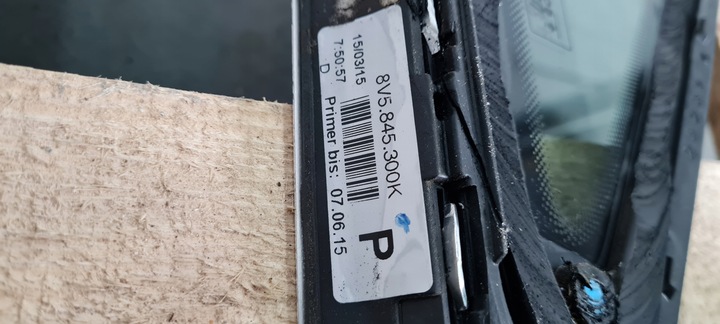 8V5.845.300K
P
15/03/15
7:50:57
D
Primer bis: 07.06.15